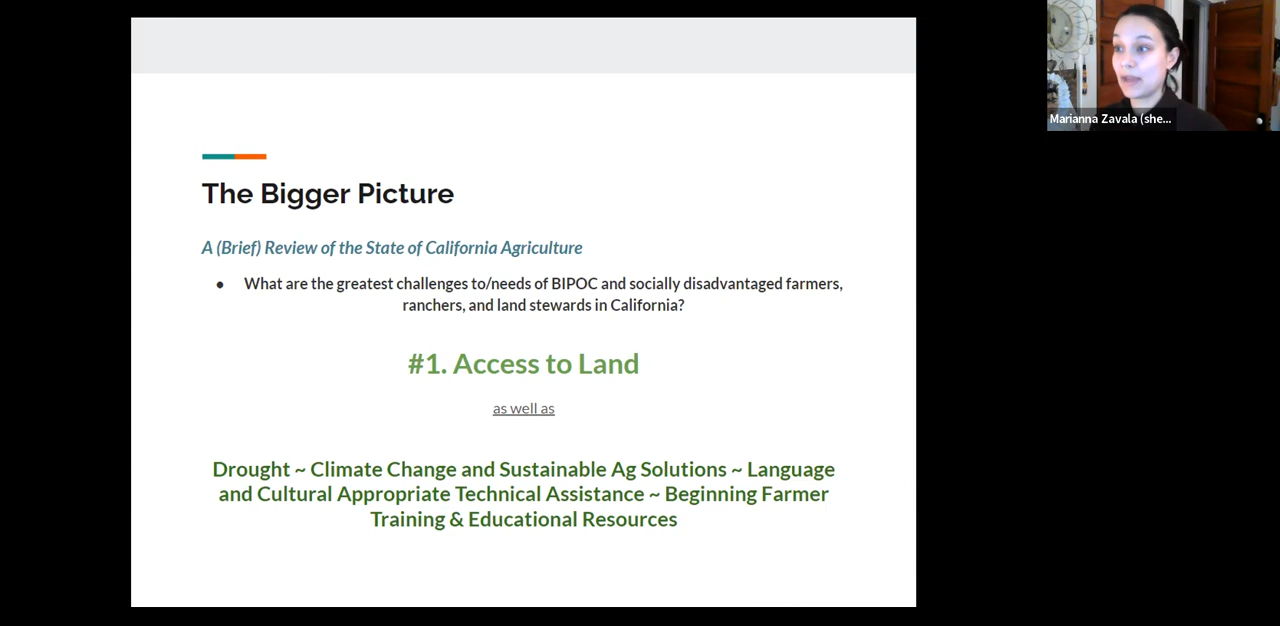 The Bigger Picture
A (Brief) Review of the State of California Agriculture
● What are the greatest challenges to/needs of BIPOC and socially disadvantaged farmers,
ranchers, and land stewards in California?
#1. Access to Land
as well as
Drought ~ Climate Change and Sustainable Ag Solutions ~ Language
and Cultural Appropriate Technical Assistance ~ Beginning Farmer
Training & Educational Resources
Marianna Zavala (she...